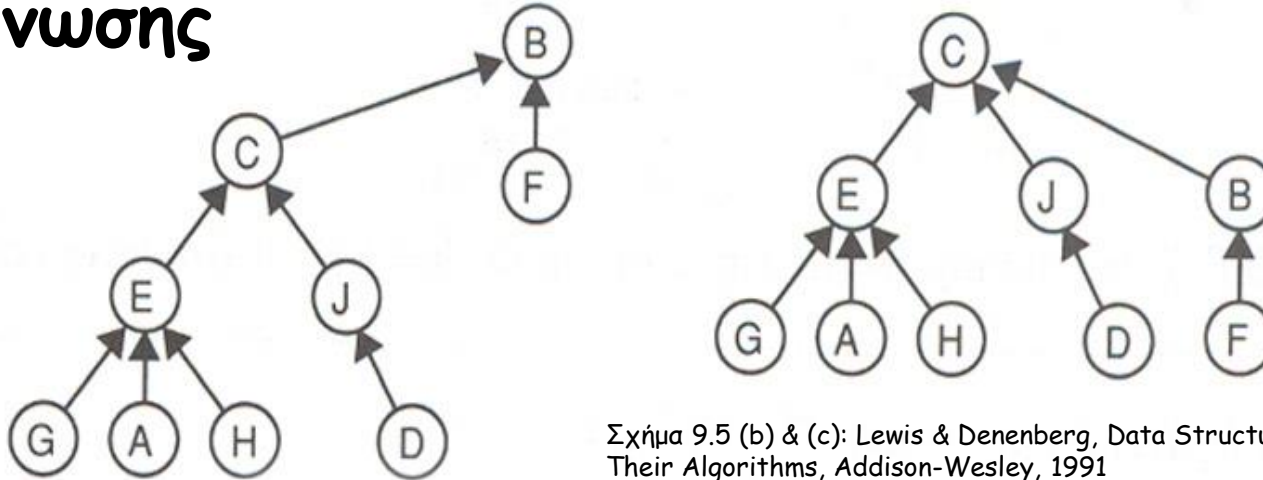 νωσης
B
C
F
E
J
G
A
H
D
C
E
J
B
G
A
H
D
F
Σχήμα 9.5 (b) & (c): Lewis & Denenberg, Data Structu
Their Algorithms, Addison-Wesley, 1991